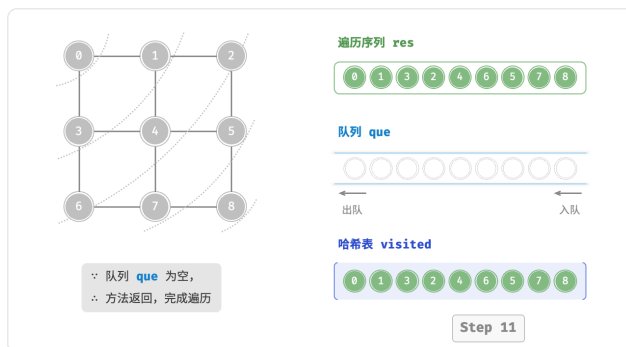 0 1 2
3 4 5
6 7 8
∵ 队列 que 为空，
∴ 方法返回，完成遍历
遍历序列 res
0 1 3 2 4 6 5 7 8
队列 que
出队 入队
哈希表 visited
0 1 3 2 4 6 5 7 8
Step 11